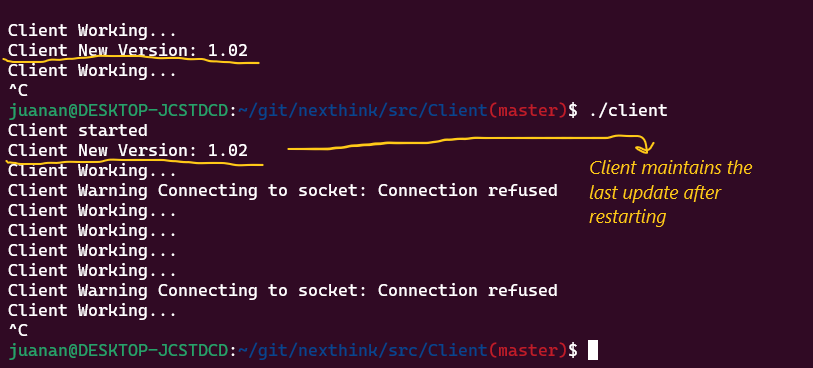 Client Working...
Client New Version: 1.02
Client Working...
^C
juanan@DESKTOP-JCSTDCD:~/git/nexthink/src/Client(master)$ ./client
Client started
Client New Version: 1.02
Client Working...
Client Warning Connecting to socket: Connection refused
Client Working...
Client Working...
Client Working...
Client Working...
Client Warning Connecting to socket: Connection refused
Client Working...
^C
juanan@DESKTOP-JCSTDCD:~/git/nexthink/src/Client(master)$
Client maintains the
last update after
restarting